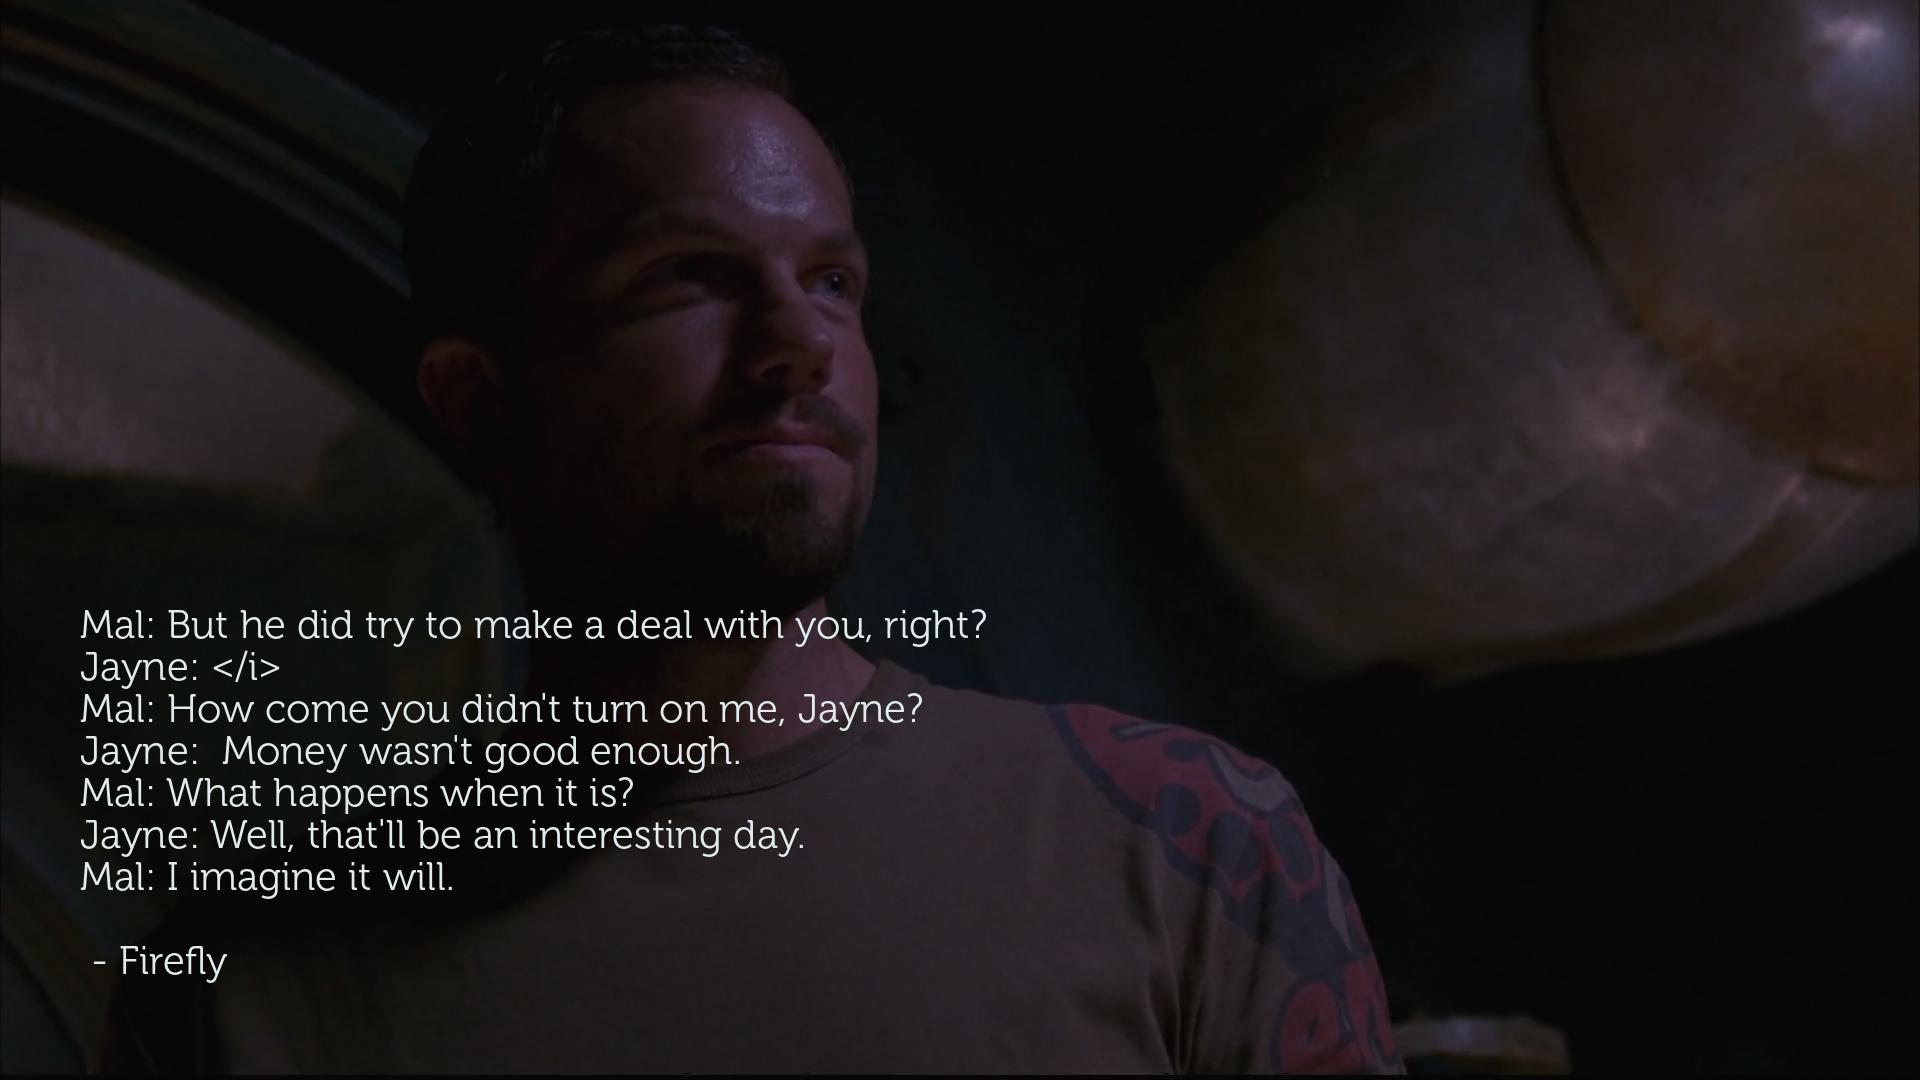 Mal: But he did try to make a deal with you, right?
Jayne: </i>
Mal: How come you didn't turn on me, Jayne?
Jayne:  Money wasn't good enough.
Mal: What happens when it is?
Jayne: Well, that'll be an interesting day.
Mal: I imagine it will.
- Firefly